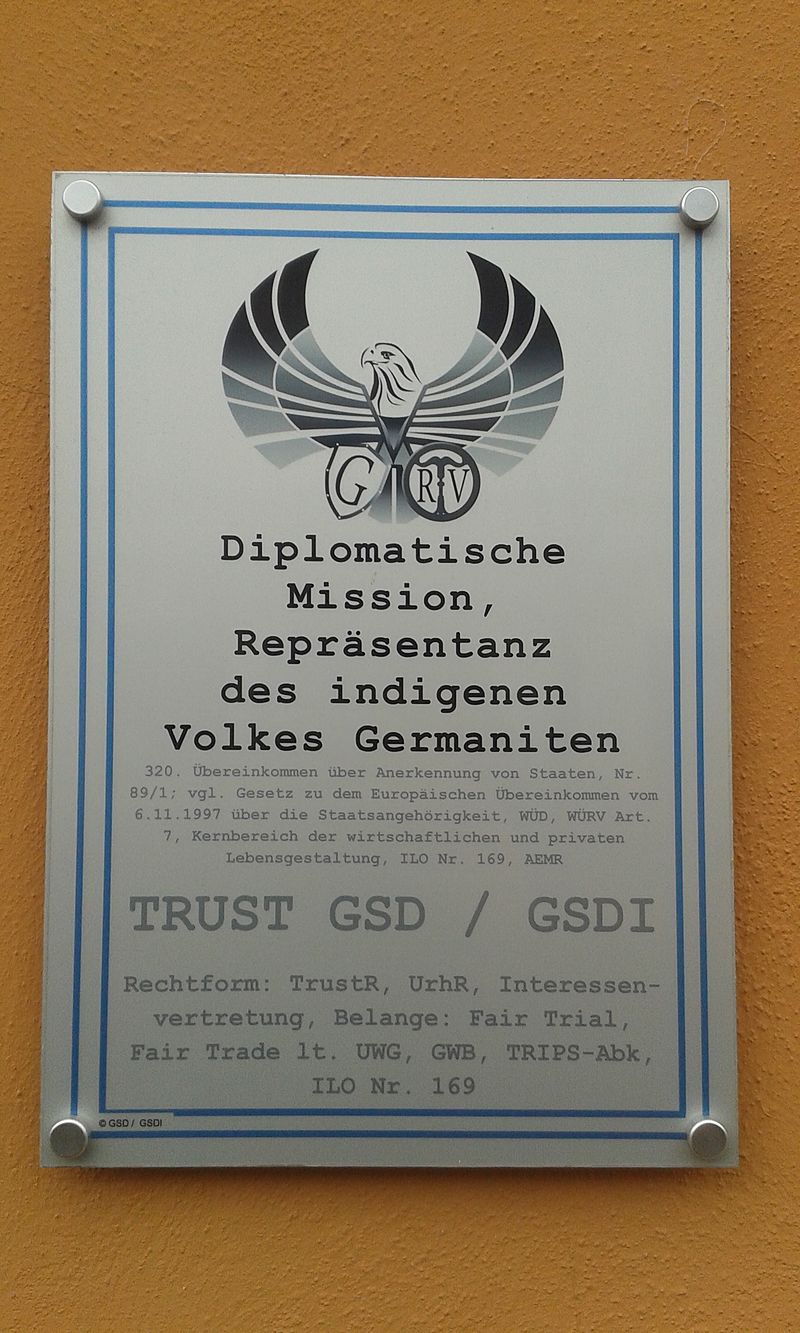 G RV
Diplomatische
Mission,
Repräsentanz
des indigenen
Volkes Germaniten
320. Übereinkommen über Anerkennung von Staaten, Nr.
89/1; vgl. Gesetz zu dem Europäischen Übereinkommen vom
6.11.1997 über die Staatsangehörigkeit, WÜD, WÜRV Art.
7, Kernbereich der wirtschaftlichen und privaten
Lebensgestaltung, ILO Nr. 169, AEMR
TRUST GSD / GSDI
Rechtform: TrustR, UrhR, Interessen-
vertretung, Belange: Fair Trial,
Fair Trade lt. UWG, GWB, TRIPS-Abk,
ILO Nr. 169
© GSD / GSDI